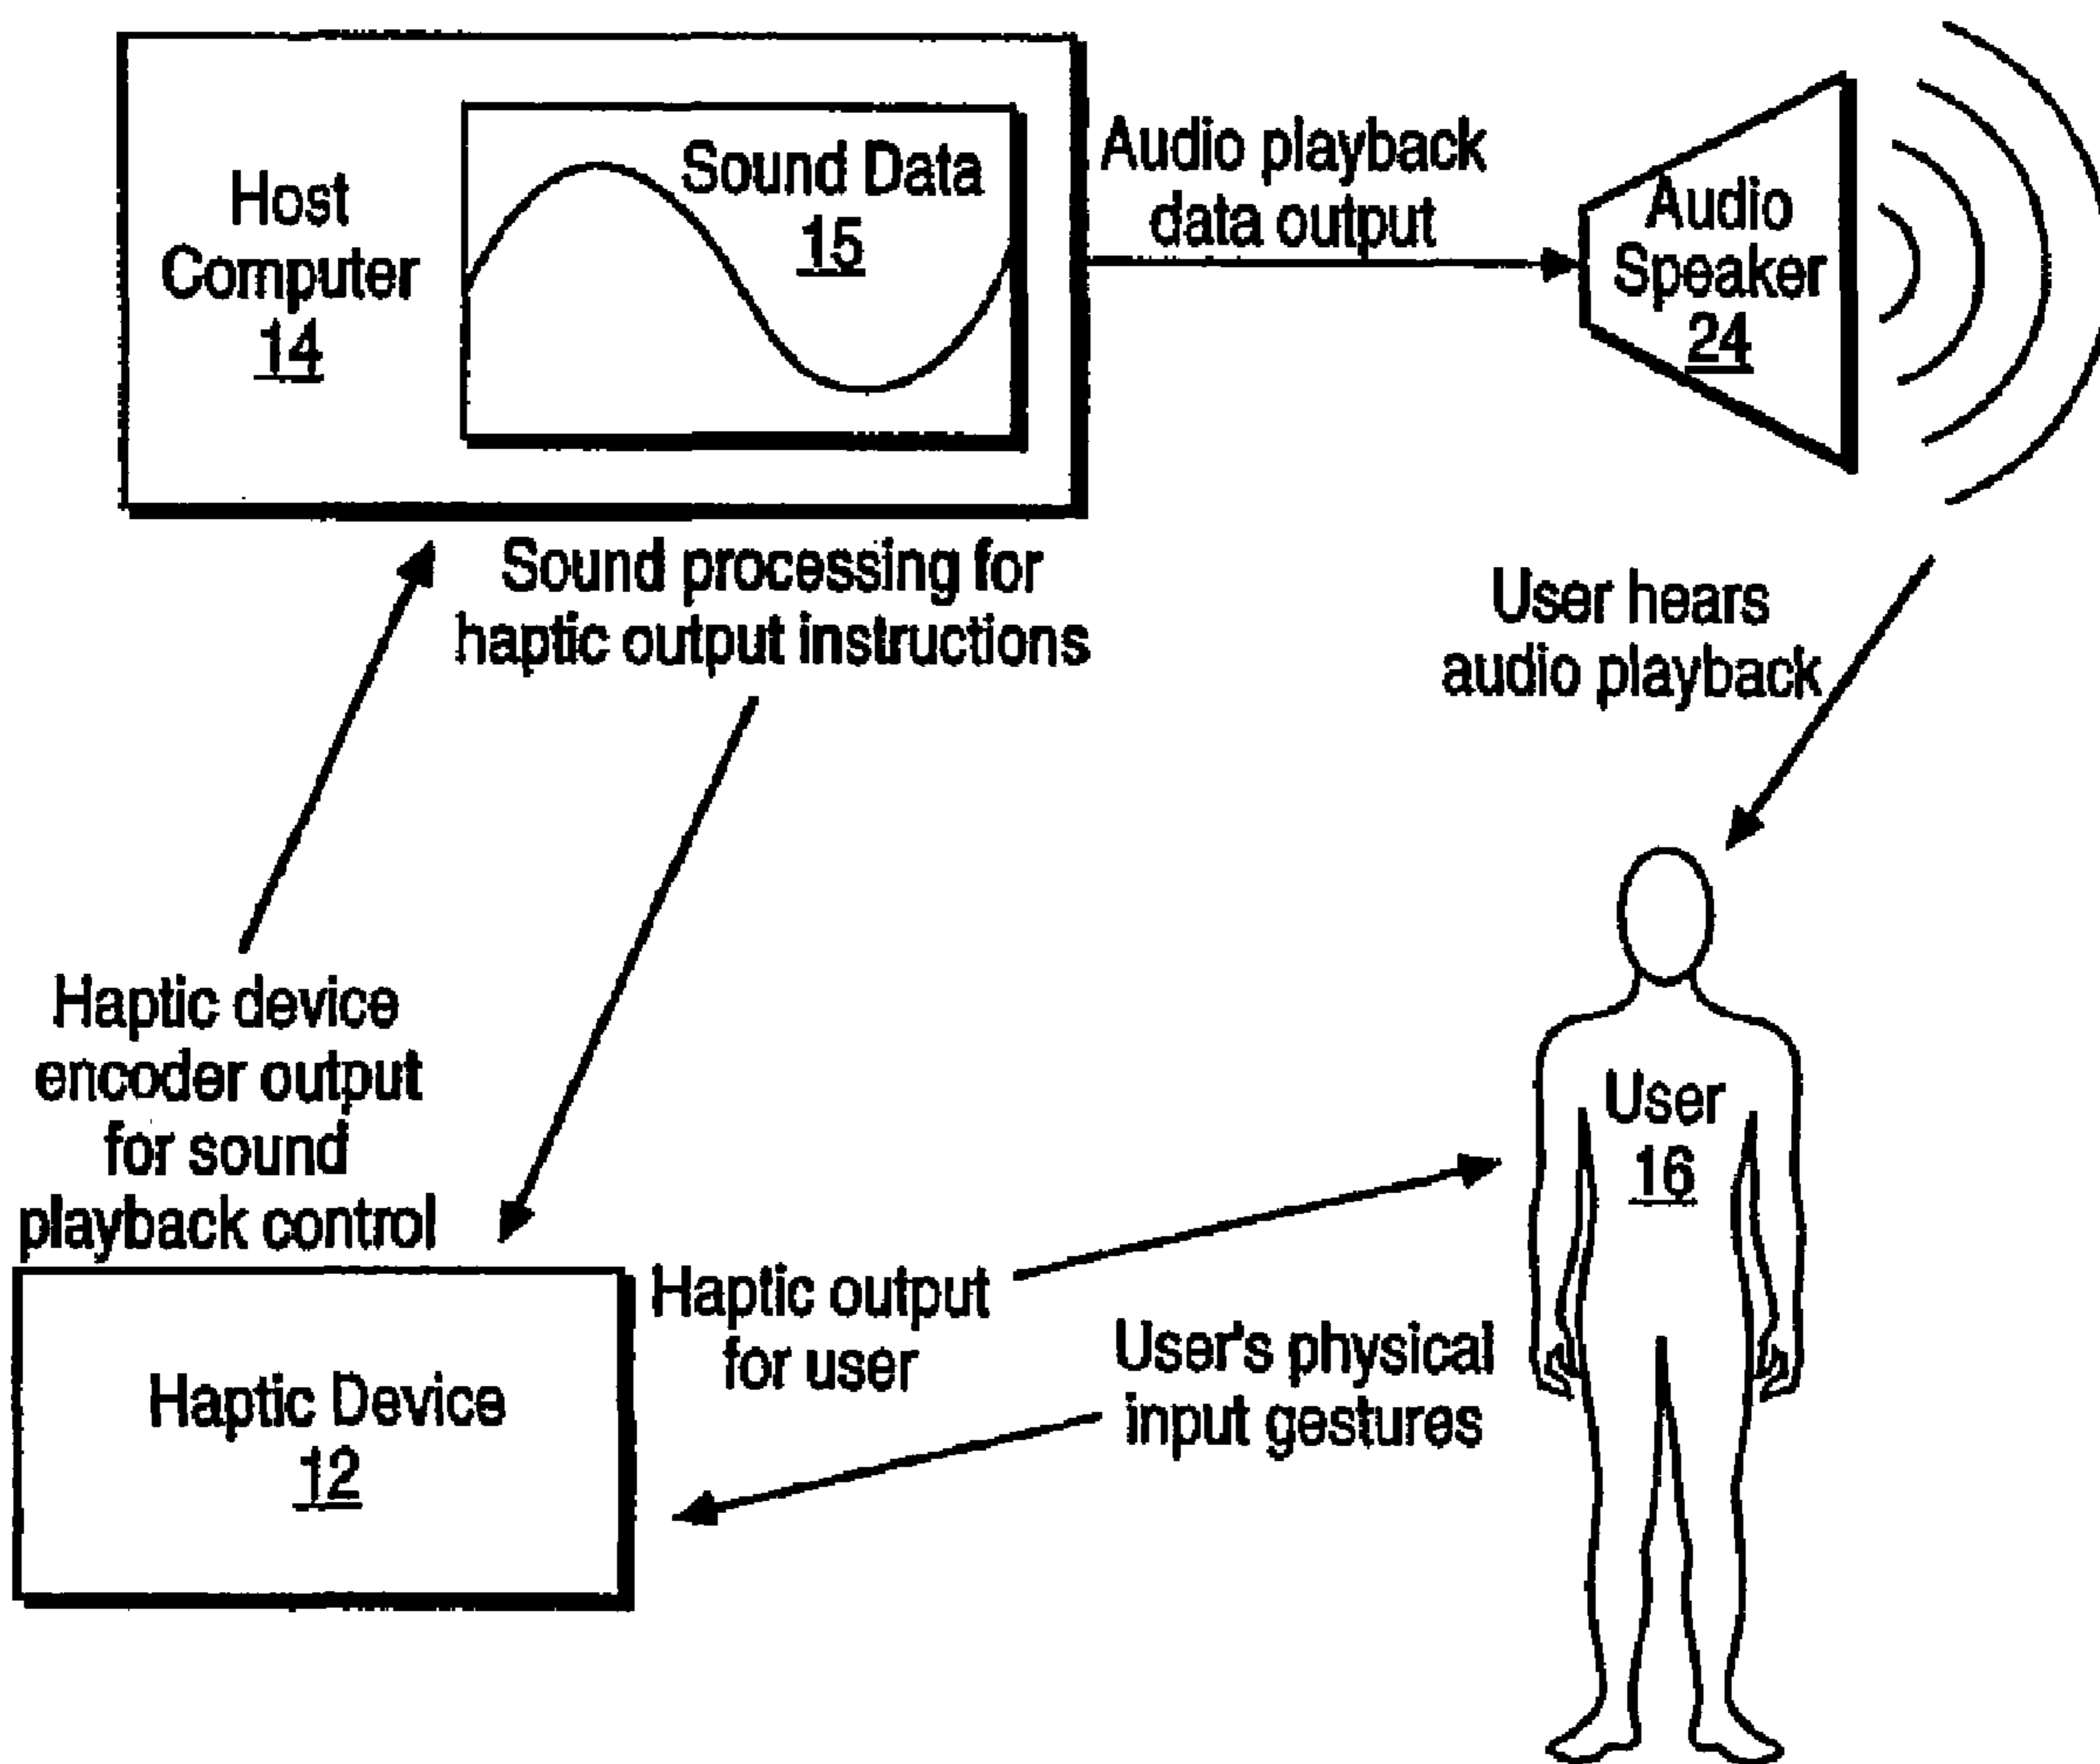 Host
Computer
14
Sound Data
15
Audio playback
data output
Audio
Speaker
24
Sound processing for
haptic output instructions
User hears
audio playback
Haptic device
encoder output
for sound
playback control
User
16
Haptic output
for user
User's physical
input gestures
Haptic Device
12